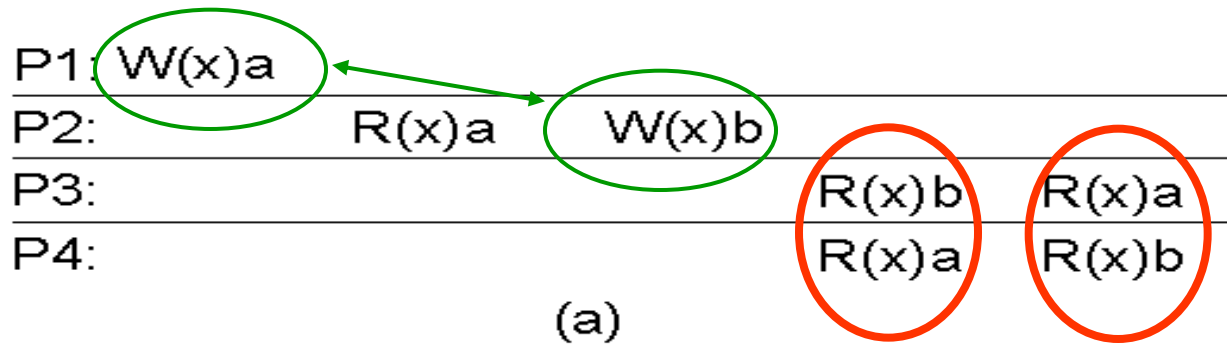 P1: W(x)a
P2: R(x)a W(x)b
P3: R(x)b R(x)a
P4: R(x)a R(x)b
(a)